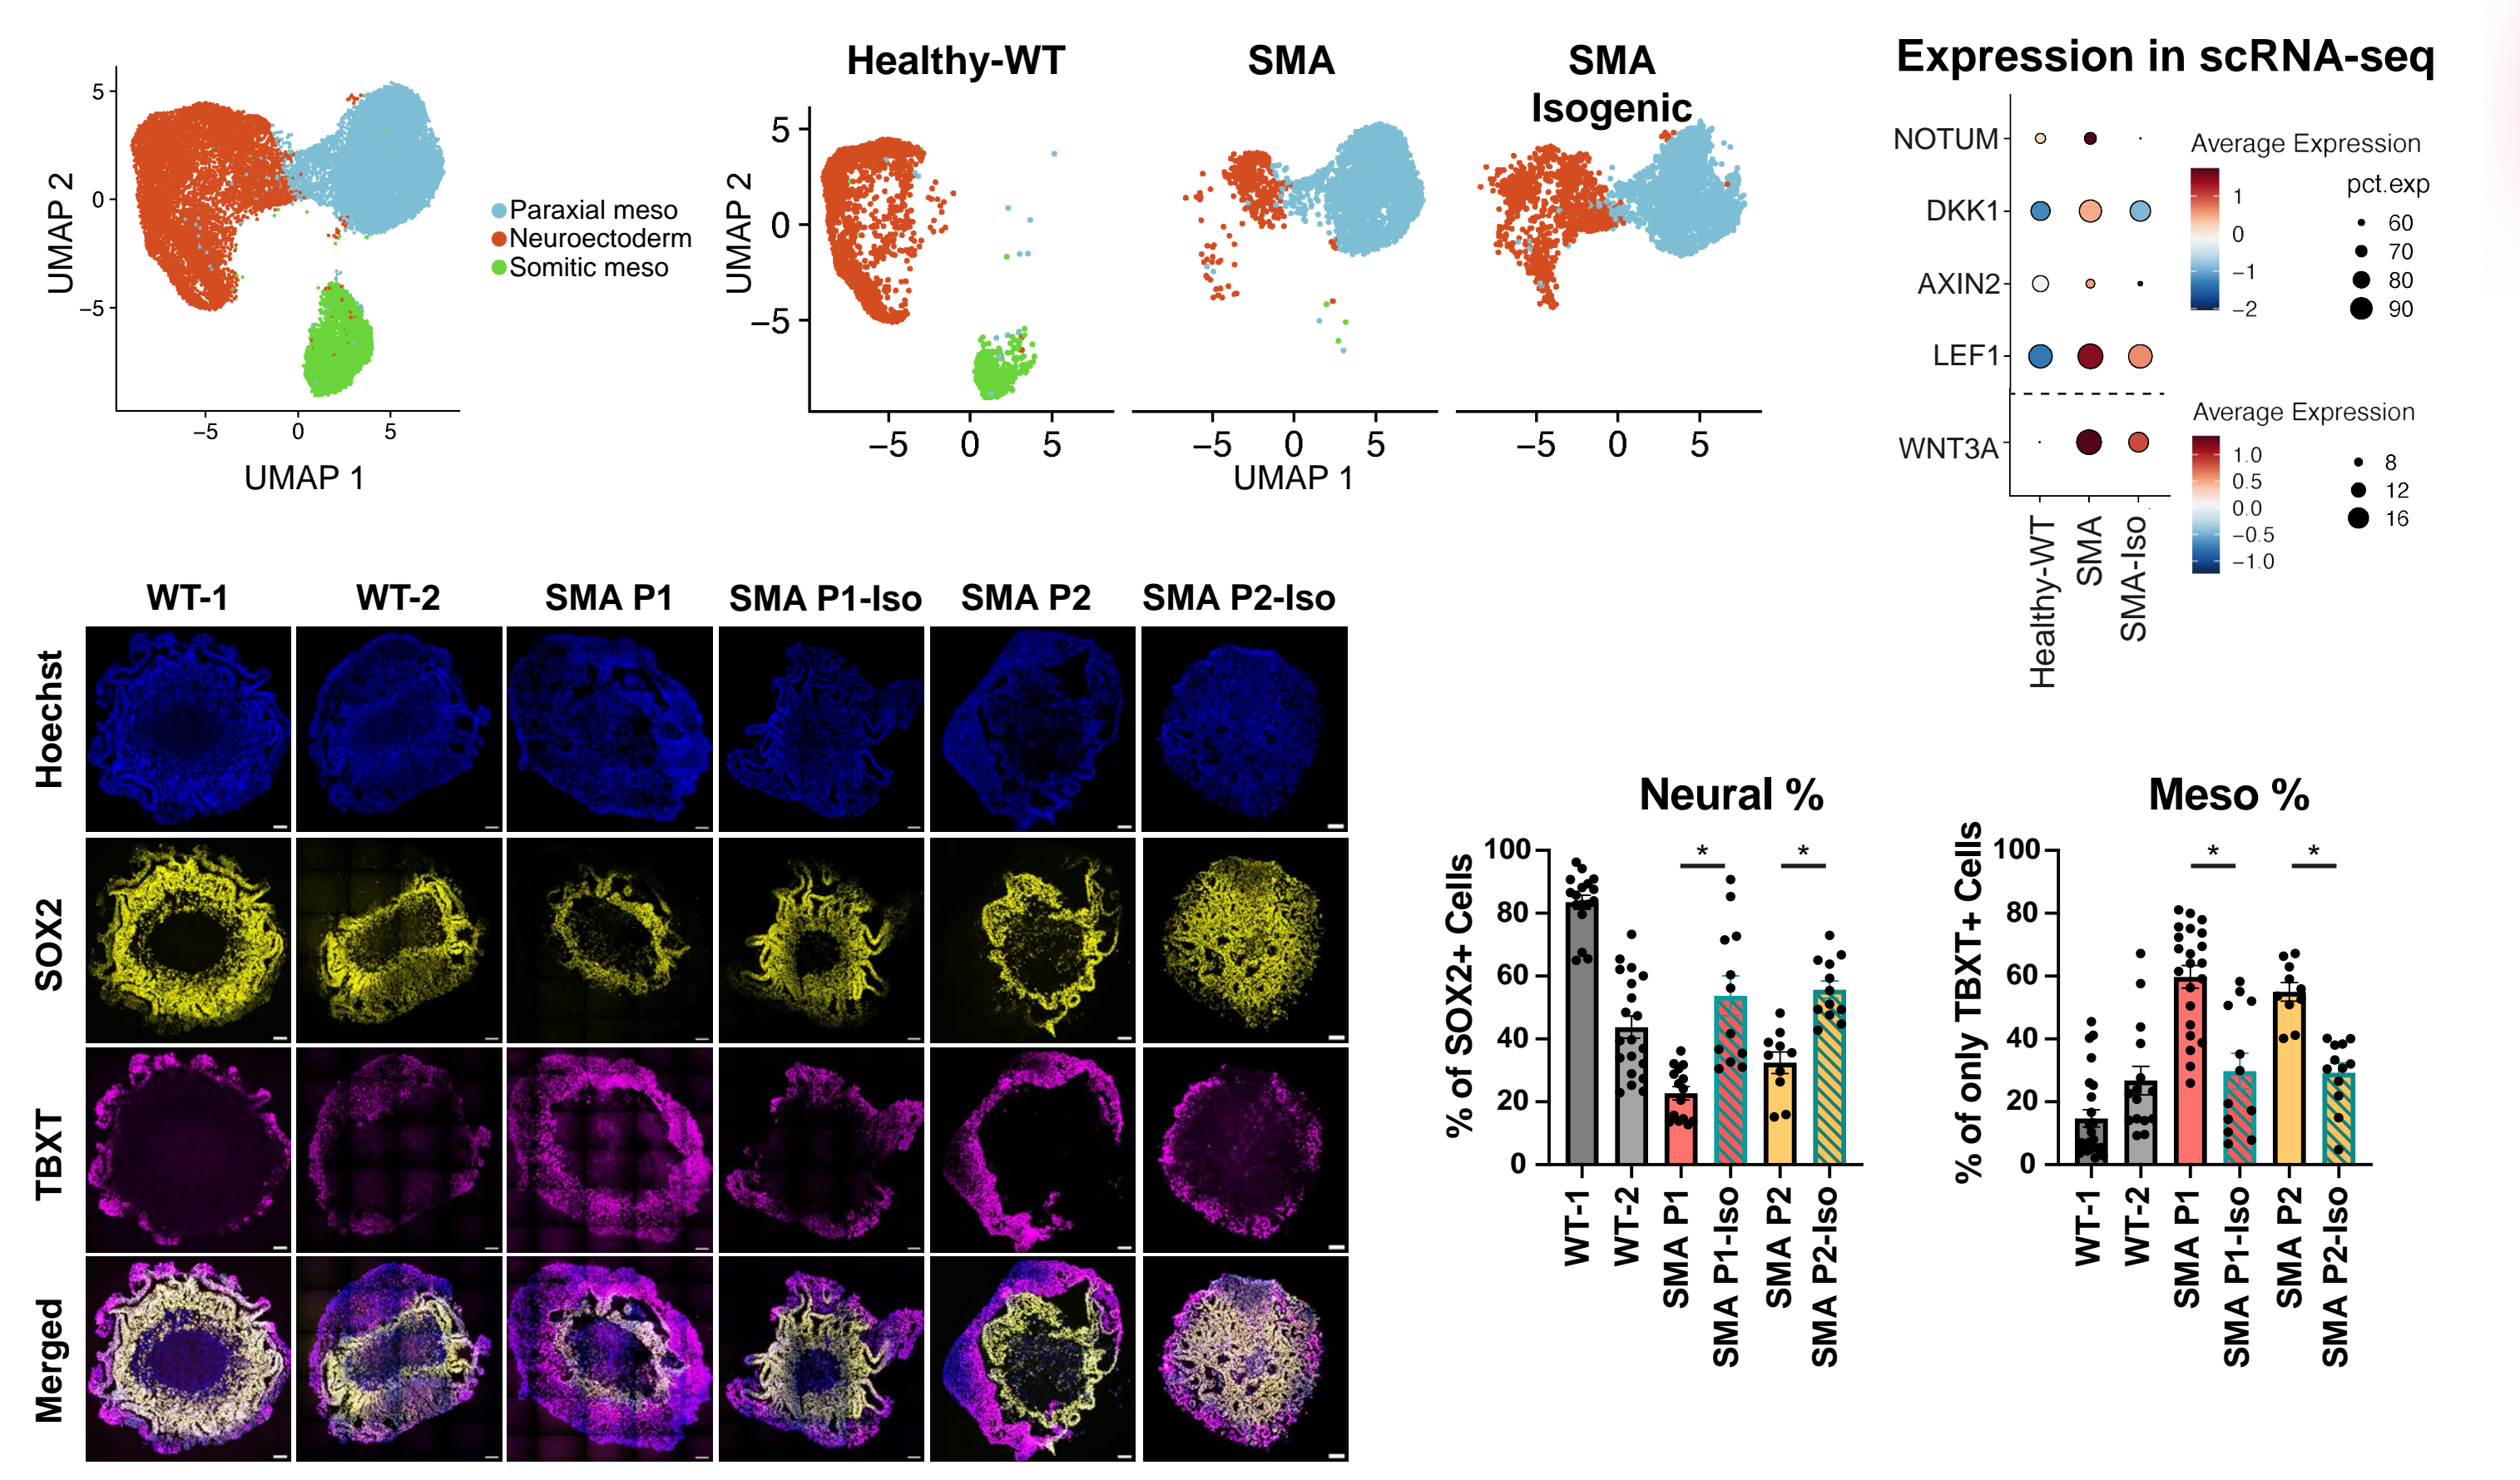 5
0
−5
UMAP 2
−5 0 5
UMAP 1
Paraxial meso
Neuroectoderm
Somitic meso
Healthy-WT
SMA
SMA
Isogenic
5
0
−5
UMAP 2
−5 0 5
−5 0 5
−5 0 5
UMAP 1
Expression in scRNA-seq
NOTUM
DKK1
AXIN2
LEF1
WNT3A
Healthy-WT
SMA
SMA-Iso
Average Expression
1
0
−1
−2
pct.exp
60
70
80
90
Average Expression
1.0
0.5
0.0
−0.5
−1.0
8
12
16
WT-1
WT-2
SMA P1
SMA P1-Iso
SMA P2
SMA P2-Iso
Hoechst
SOX2
TBXT
Merged
Neural %
% of SOX2+ Cells
100
80
60
40
20
0
*
*
WT-1
WT-2
SMA P1
SMA P1-Iso
SMA P2
SMA P2-Iso
Meso %
% of only TBXT+ Cells
100
80
60
40
20
0
*
*
WT-1
WT-2
SMA P1
SMA P1-Iso
SMA P2
SMA P2-Iso